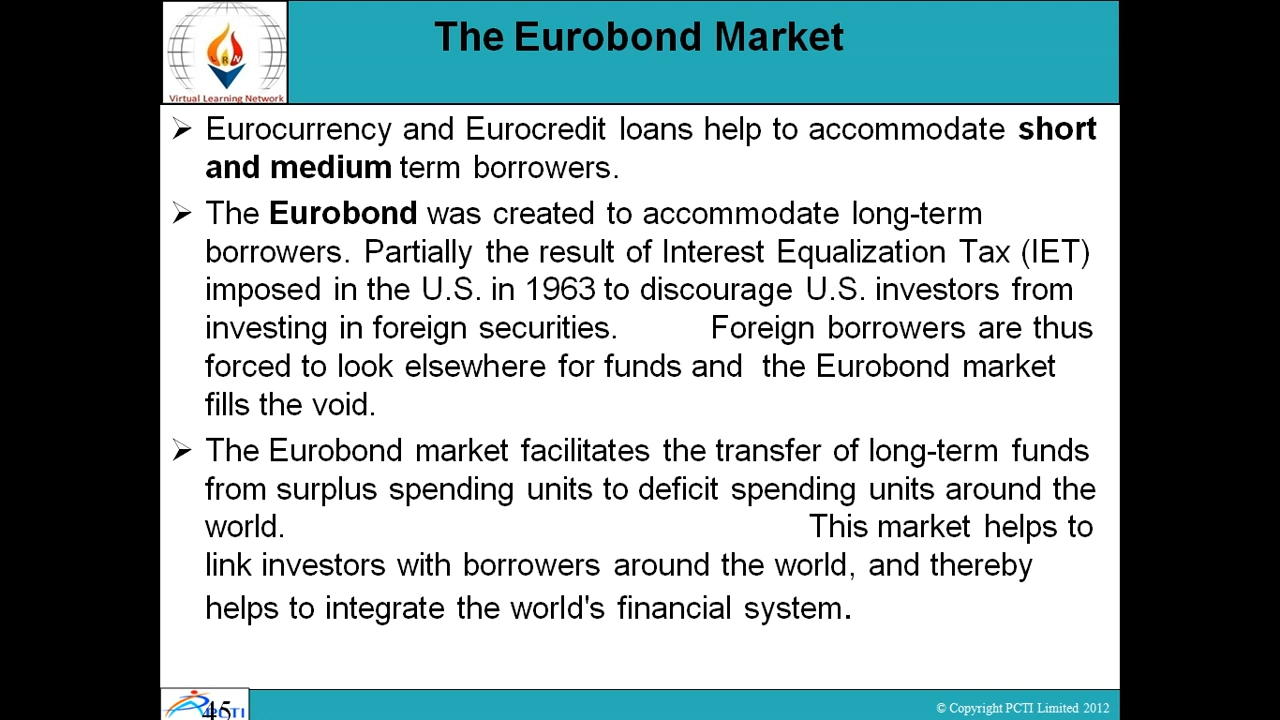 The Eurobond Market
LRN
Virtual Learning Network
➢ Eurocurrency and Eurocredit loans help to accommodate short
and medium term borrowers.
➢ The Eurobond was created to accommodate long-term
borrowers. Partially the result of Interest Equalization Tax (IET)
imposed in the U.S. in 1963 to discourage U.S. investors from
investing in foreign securities. Foreign borrowers are thus
forced to look elsewhere for funds and the Eurobond market
fills the void.
➢ The Eurobond market facilitates the transfer of long-term funds
from surplus spending units to deficit spending units around the
world. This market helps to
link investors with borrowers around the world, and thereby
helps to integrate the world's financial system.
45
PCTI
© Copyright PCTI Limited 2012